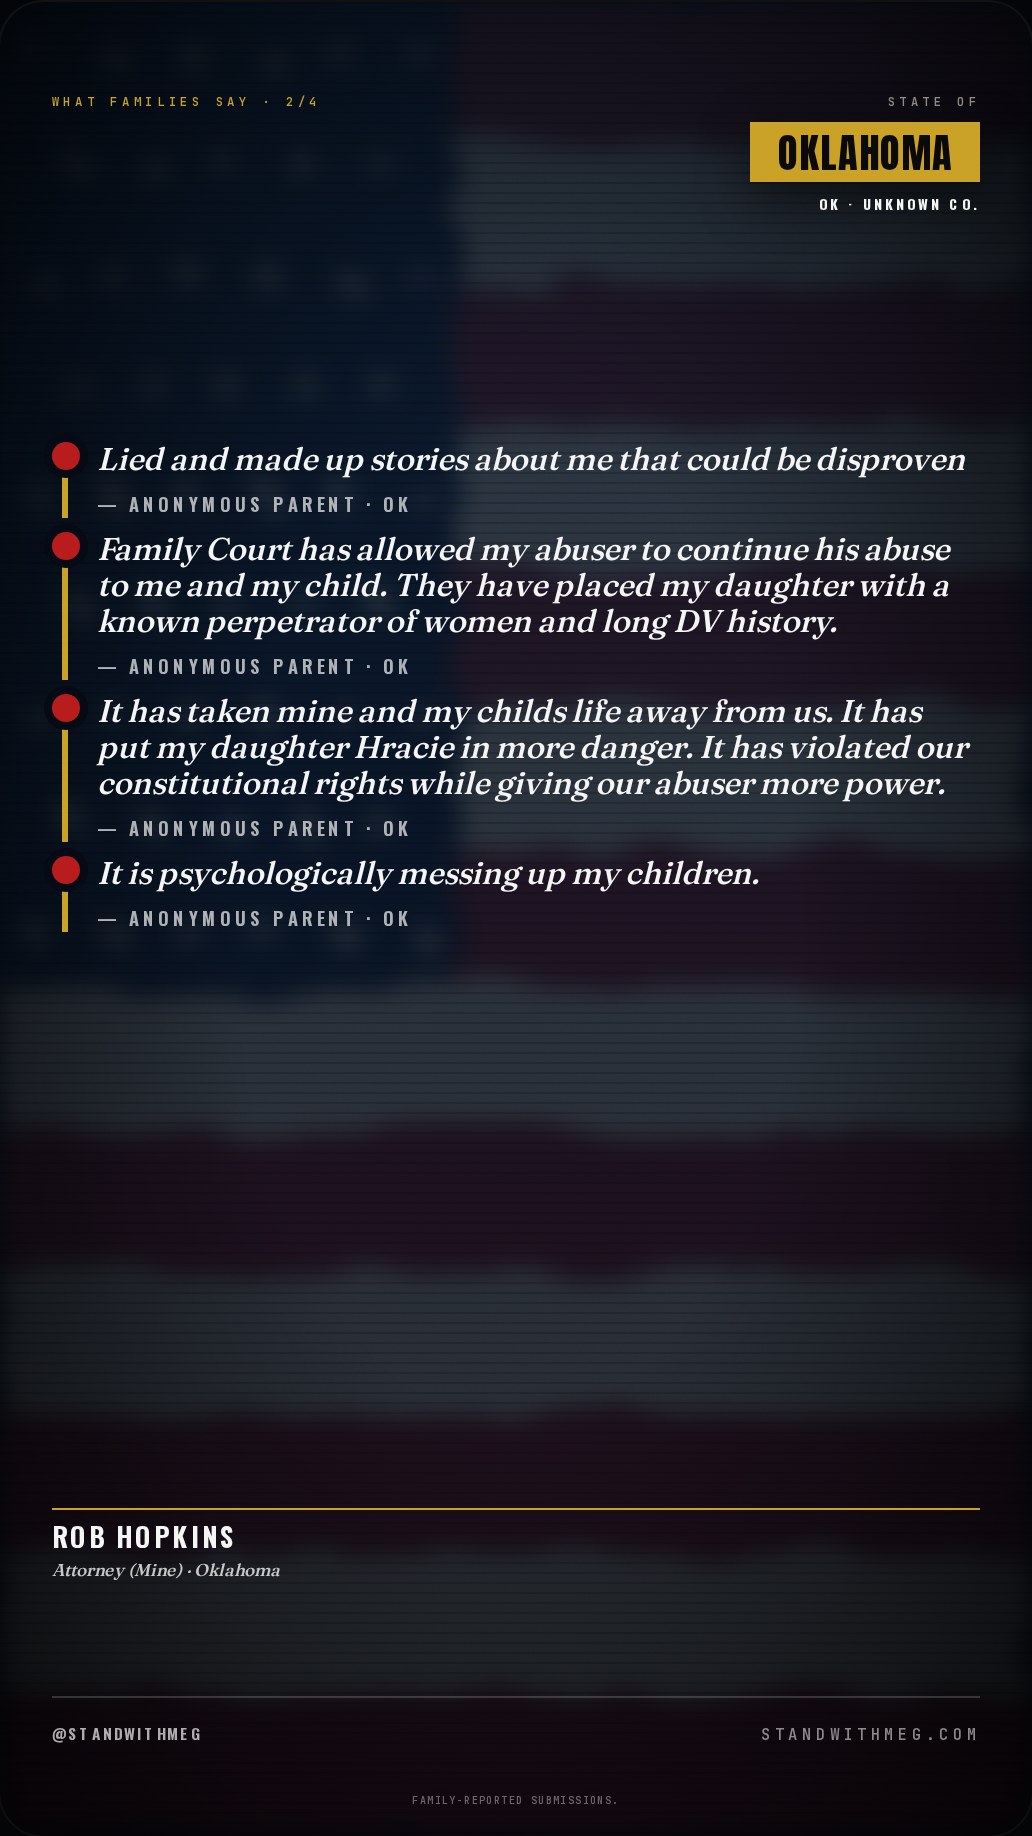 WHAT FAMILIES SAY · 2/4
STATE OF
OKLAHOMA
OK · UNKNOWN CO.
Lied and made up stories about me that could be disproven
— ANONYMOUS PARENT · OK
Family Court has allowed my abuser to continue his abuse
to me and my child. They have placed my daughter with a
known perpetrator of women and long DV history.
— ANONYMOUS PARENT · OK
It has taken mine and my childs life away from us. It has
put my daughter Hracie in more danger. It has violated our
constitutional rights while giving our abuser more power.
— ANONYMOUS PARENT · OK
It is psychologically messing up my children.
— ANONYMOUS PARENT · OK
ROB HOPKINS
Attorney (Mine) · Oklahoma
@STANDWITHMEG
STANDWITHMEG.COM
FAMILY-REPORTED SUBMISSIONS.